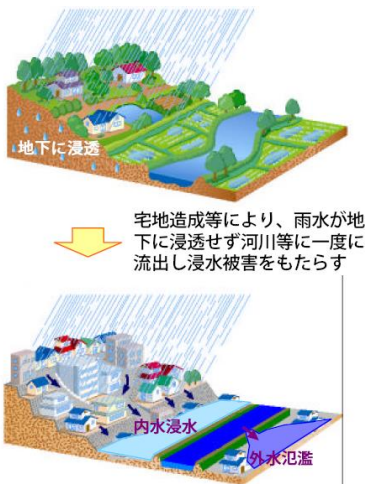 地下に浸透
宅地造成等により、雨水が地
下に浸透せず河川等に一度に
流出し浸水被害をもたらす
内水浸水
外水氾濫